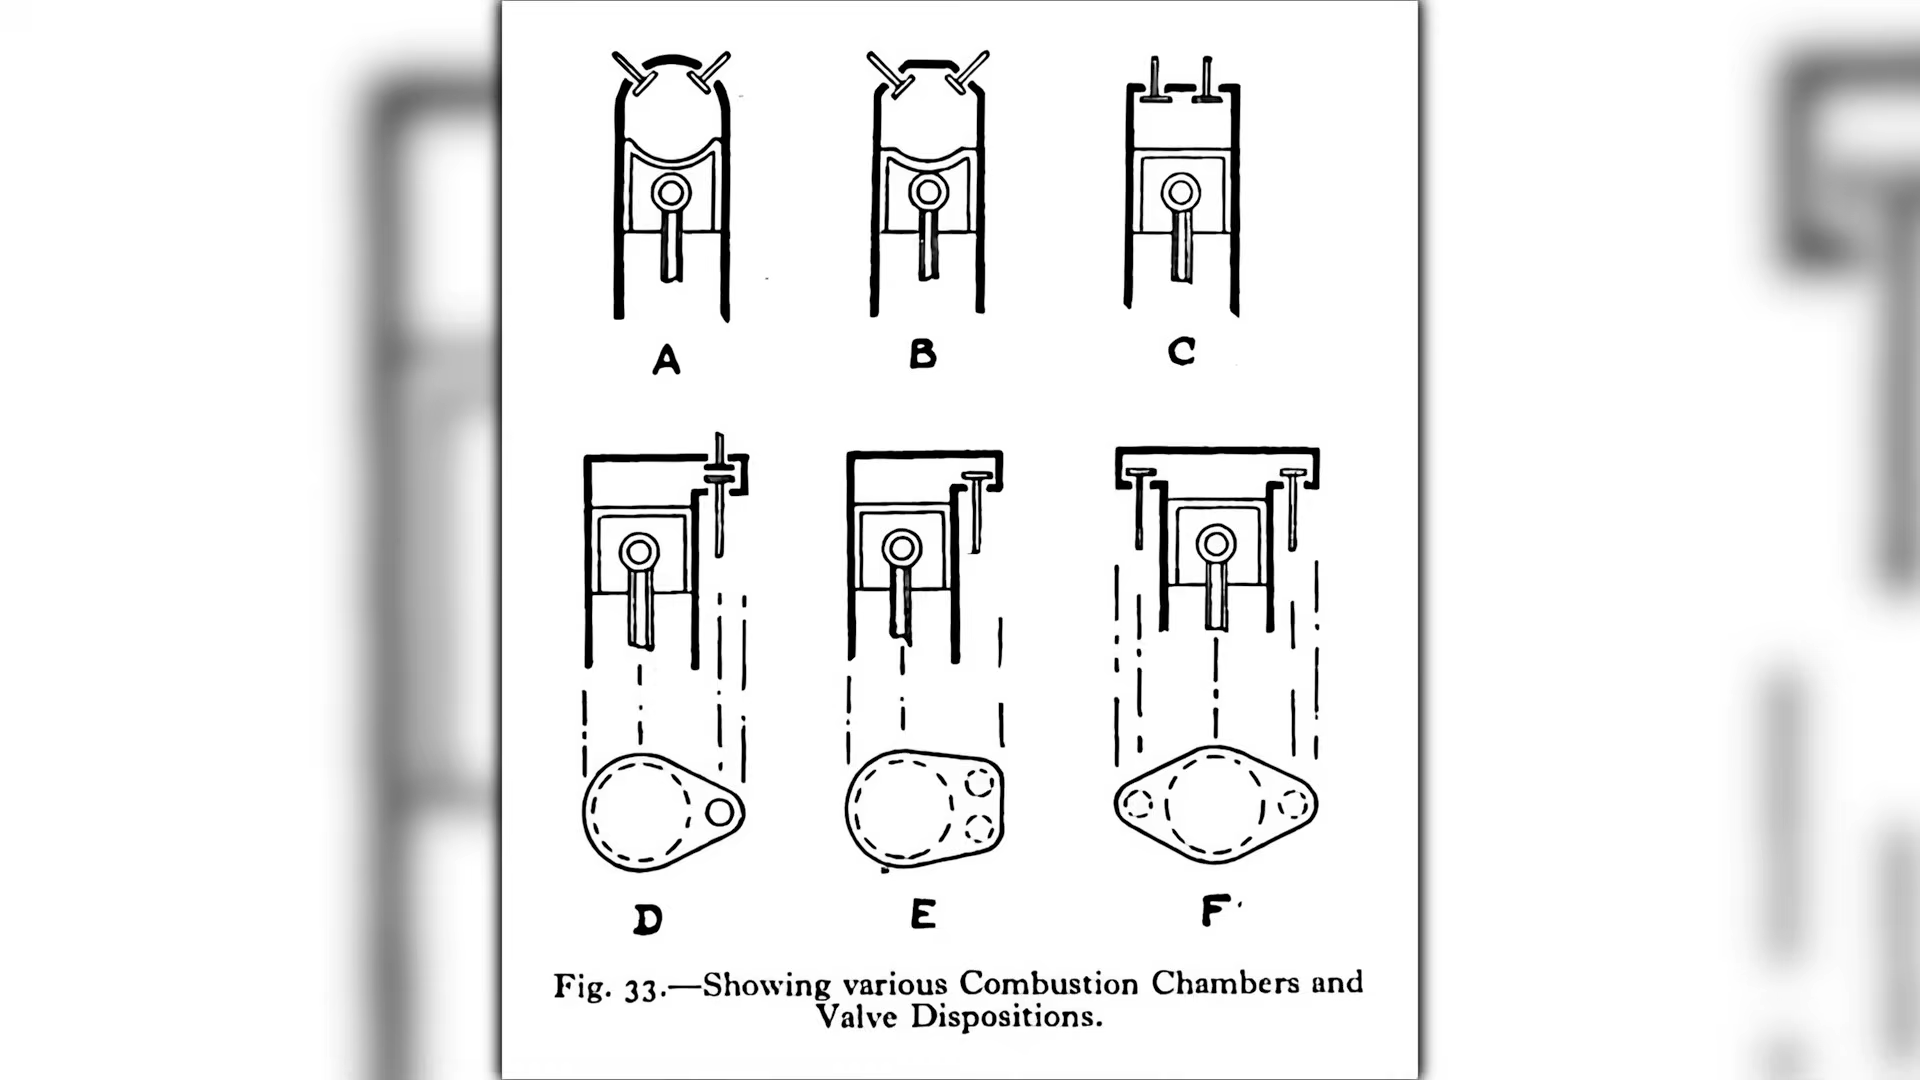 A B C
D E F
Fig. 33.—Showing various Combustion Chambers and
Valve Dispositions.